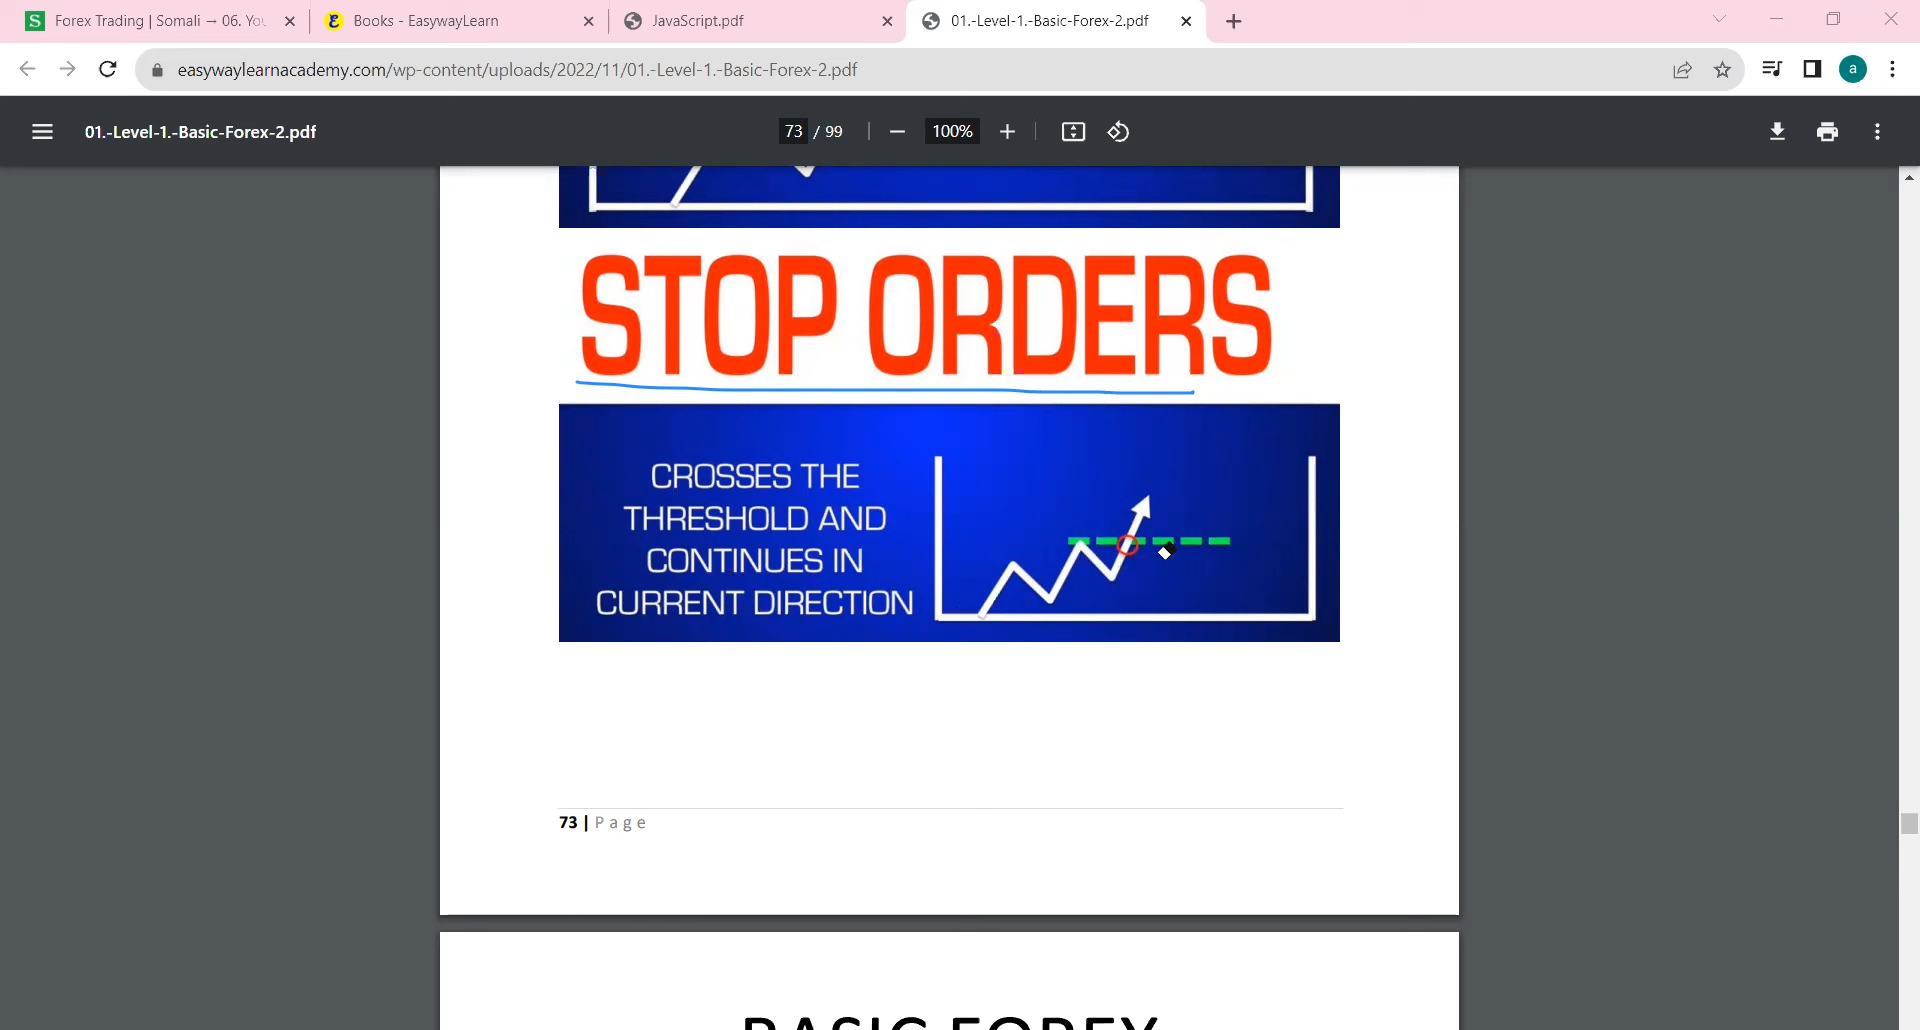 Forex Trading | Somali → 06. You
Books - EasywayLearn
JavaScript.pdf
01.-Level-1.-Basic-Forex-2.pdf
easywaylearnacademy.com/wp-content/uploads/2022/11/01.-Level-1.-Basic-Forex-2.pdf
a
01.-Level-1.-Basic-Forex-2.pdf
73 / 99
100%
STOP ORDERS
CROSSES THE
THRESHOLD AND
CONTINUES IN
CURRENT DIRECTION
73 | Page
BASIC FOREX